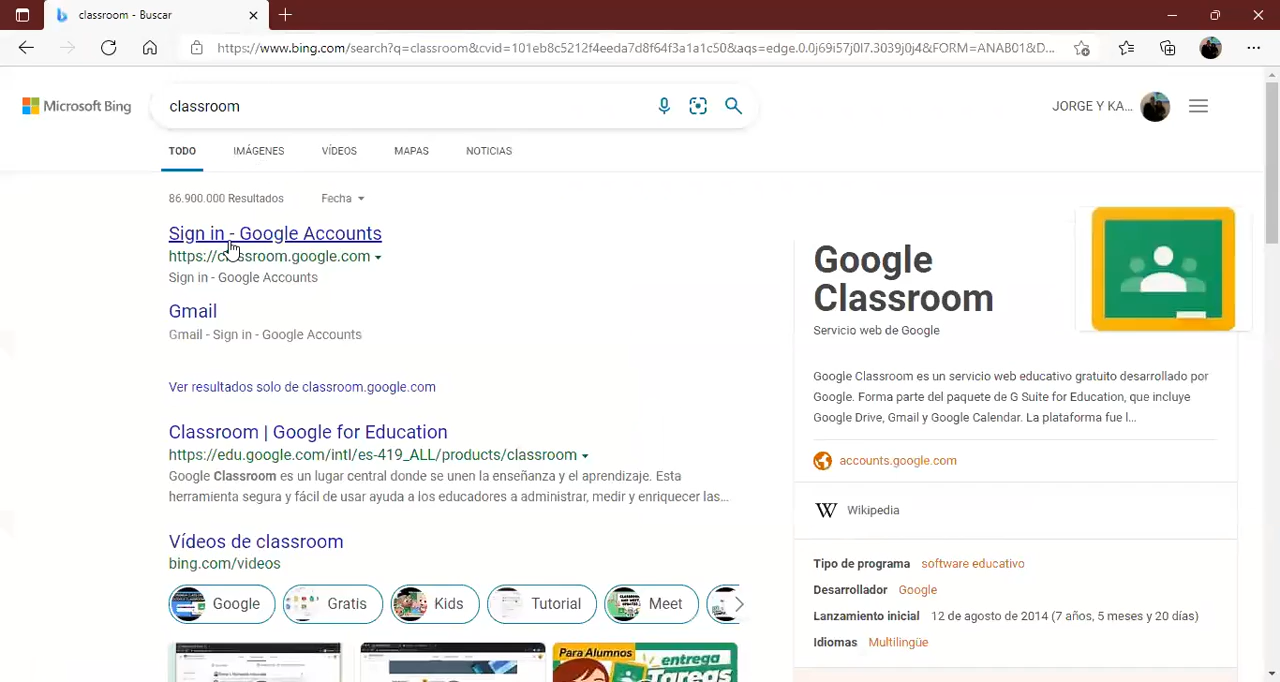 classroom - Buscar
https://www.bing.com/search?q=classroom&cvid=101eb8c5212f4eeda7d8f64f3a1a1c50&aqs=edge.0.0j69i57j0l7.3039j0j4&FORM=ANAB01&D...
Microsoft Bing
classroom
JORGE Y KA...
TODO IMÁGENES VÍDEOS MAPAS NOTICIAS
86.900.000 Resultados Fecha
Sign in - Google Accounts
https://classroom.google.com
Sign in - Google Accounts
Gmail
Gmail - Sign in - Google Accounts
Ver resultados solo de classroom.google.com
Classroom | Google for Education
https://edu.google.com/intl/es-419_ALL/products/classroom
Google Classroom es un lugar central donde se unen la enseñanza y el aprendizaje. Esta
herramienta segura y fácil de usar ayuda a los educadores a administrar, medir y enriquecer las...
Vídeos de classroom
bing.com/videos
Google Gratis Kids Tutorial Meet
Para Alumnos
entrega
Tareas
Google
Classroom
Servicio web de Google
Google Classroom es un servicio web educativo gratuito desarrollado por
Google. Forma parte del paquete de G Suite for Education, que incluye
Google Drive, Gmail y Google Calendar. La plataforma fue l...
accounts.google.com
W Wikipedia
Tipo de programa software educativo
Desarrollador Google
Lanzamiento inicial 12 de agosto de 2014 (7 años, 5 meses y 20 días)
Idiomas Multilingüe